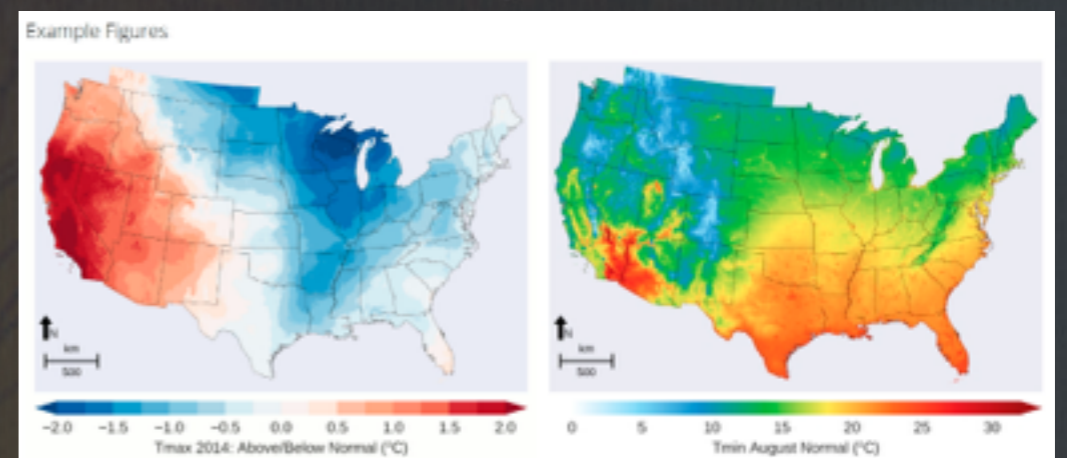 Example Figures
N
km
500
−2.0 −1.5 −1.0 −0.5 0.0 0.5 1.0 1.5 2.0
Tmax 2014: Above/Below Normal (°C)
N
km
500
0 5 10 15 20 25 30
Tmin August Normal (°C)